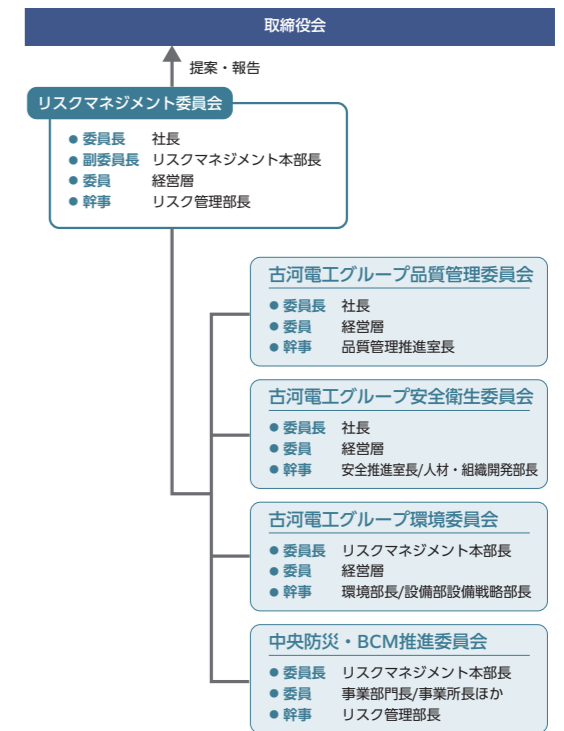 取締役会
提案・報告
リスクマネジメント委員会
● 委員長 社長
● 副委員長 リスクマネジメント本部長
● 委員 経営層
● 幹事 リスク管理部長
古河電工グループ品質管理委員会
● 委員長 社長
● 委員 経営層
● 幹事 品質管理推進室長
古河電工グループ安全衛生委員会
● 委員長 社長
● 委員 経営層
● 幹事 安全推進室長/人材・組織開発部長
古河電工グループ環境委員会
● 委員長 リスクマネジメント本部長
● 委員 経営層
● 幹事 環境部長/設備部設備戦略部長
中央防災・BCM推進委員会
● 委員長 リスクマネジメント本部長
● 委員 事業部門長/事業所長ほか
● 幹事 リスク管理部長